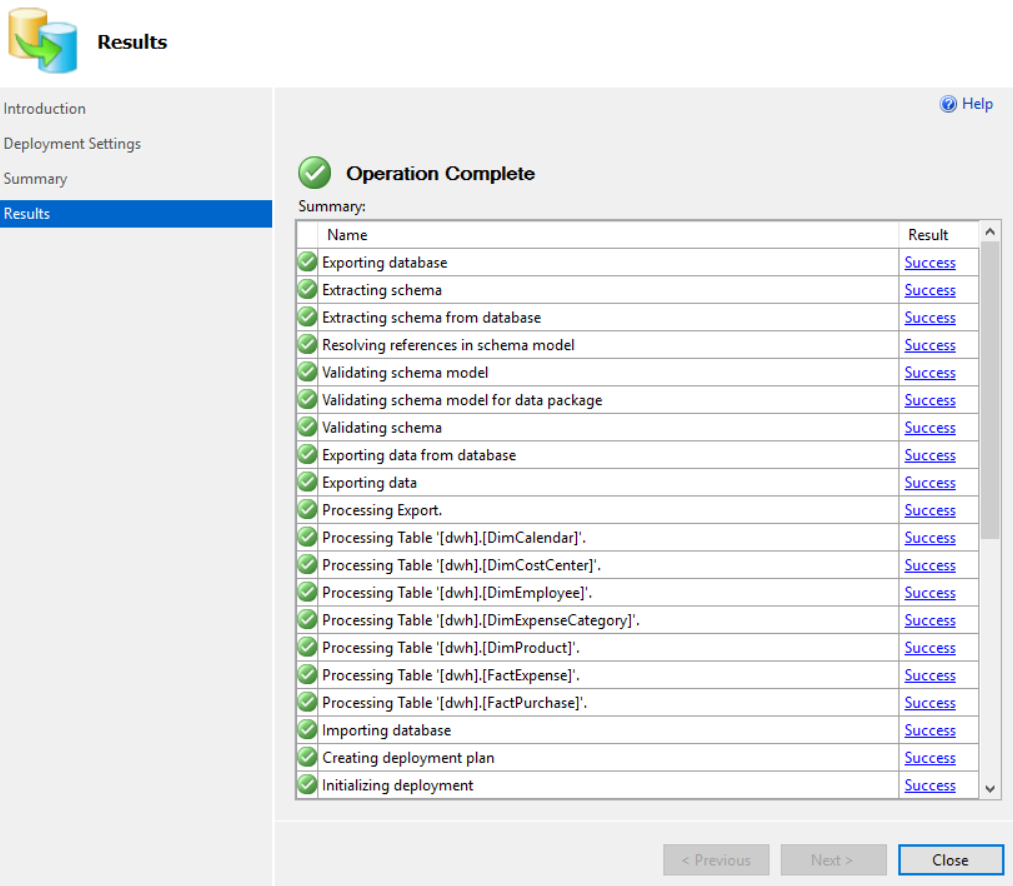 Results
Introduction
Deployment Settings
Summary
Results
Help
Operation Complete
Summary:
Name Result
Exporting database Success
Extracting schema Success
Extracting schema from database Success
Resolving references in schema model Success
Validating schema model Success
Validating schema model for data package Success
Validating schema Success
Exporting data from database Success
Exporting data Success
Processing Export. Success
Processing Table '[dwh].[DimCalendar]'. Success
Processing Table '[dwh].[DimCostCenter]'. Success
Processing Table '[dwh].[DimEmployee]'. Success
Processing Table '[dwh].[DimExpenseCategory]'. Success
Processing Table '[dwh].[DimProduct]'. Success
Processing Table '[dwh].[FactExpense]'. Success
Processing Table '[dwh].[FactPurchase]'. Success
Importing database Success
Creating deployment plan Success
Initializing deployment Success
< Previous Next > Close